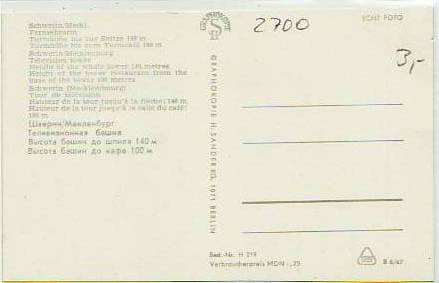 Schwerin/Meckl.
Fernsehturm
Turmhöhe bis zur Spitze 140 m
Turmhöhe bis zum Turmcafé 100 m
Schwerin/Mecklenburg
Television tower
Height of the whole tower 140 metres
Height of the tower restaurant from the
base of the tower 100 metres
Schwerin (Mecklenbourg)
Tour de télévision
Hauteur de la tour jusqu'à la flèche: 140 m
Hauteur de la tour jusqu'à la salle du café:
100 m
Шверин/Мекленбург
Телевизионная башня
Высота башни до шпиля 140 м
Высота башни до кафе 100 м
GRAPHOKOPIE
GRAPHOKOPIE H. SANDER KG, 1071 BERLIN
2700
ECHT FOTO
3,-
Best.-Nr. H 219
Verbraucherpreis MDN -,25
B 6/67